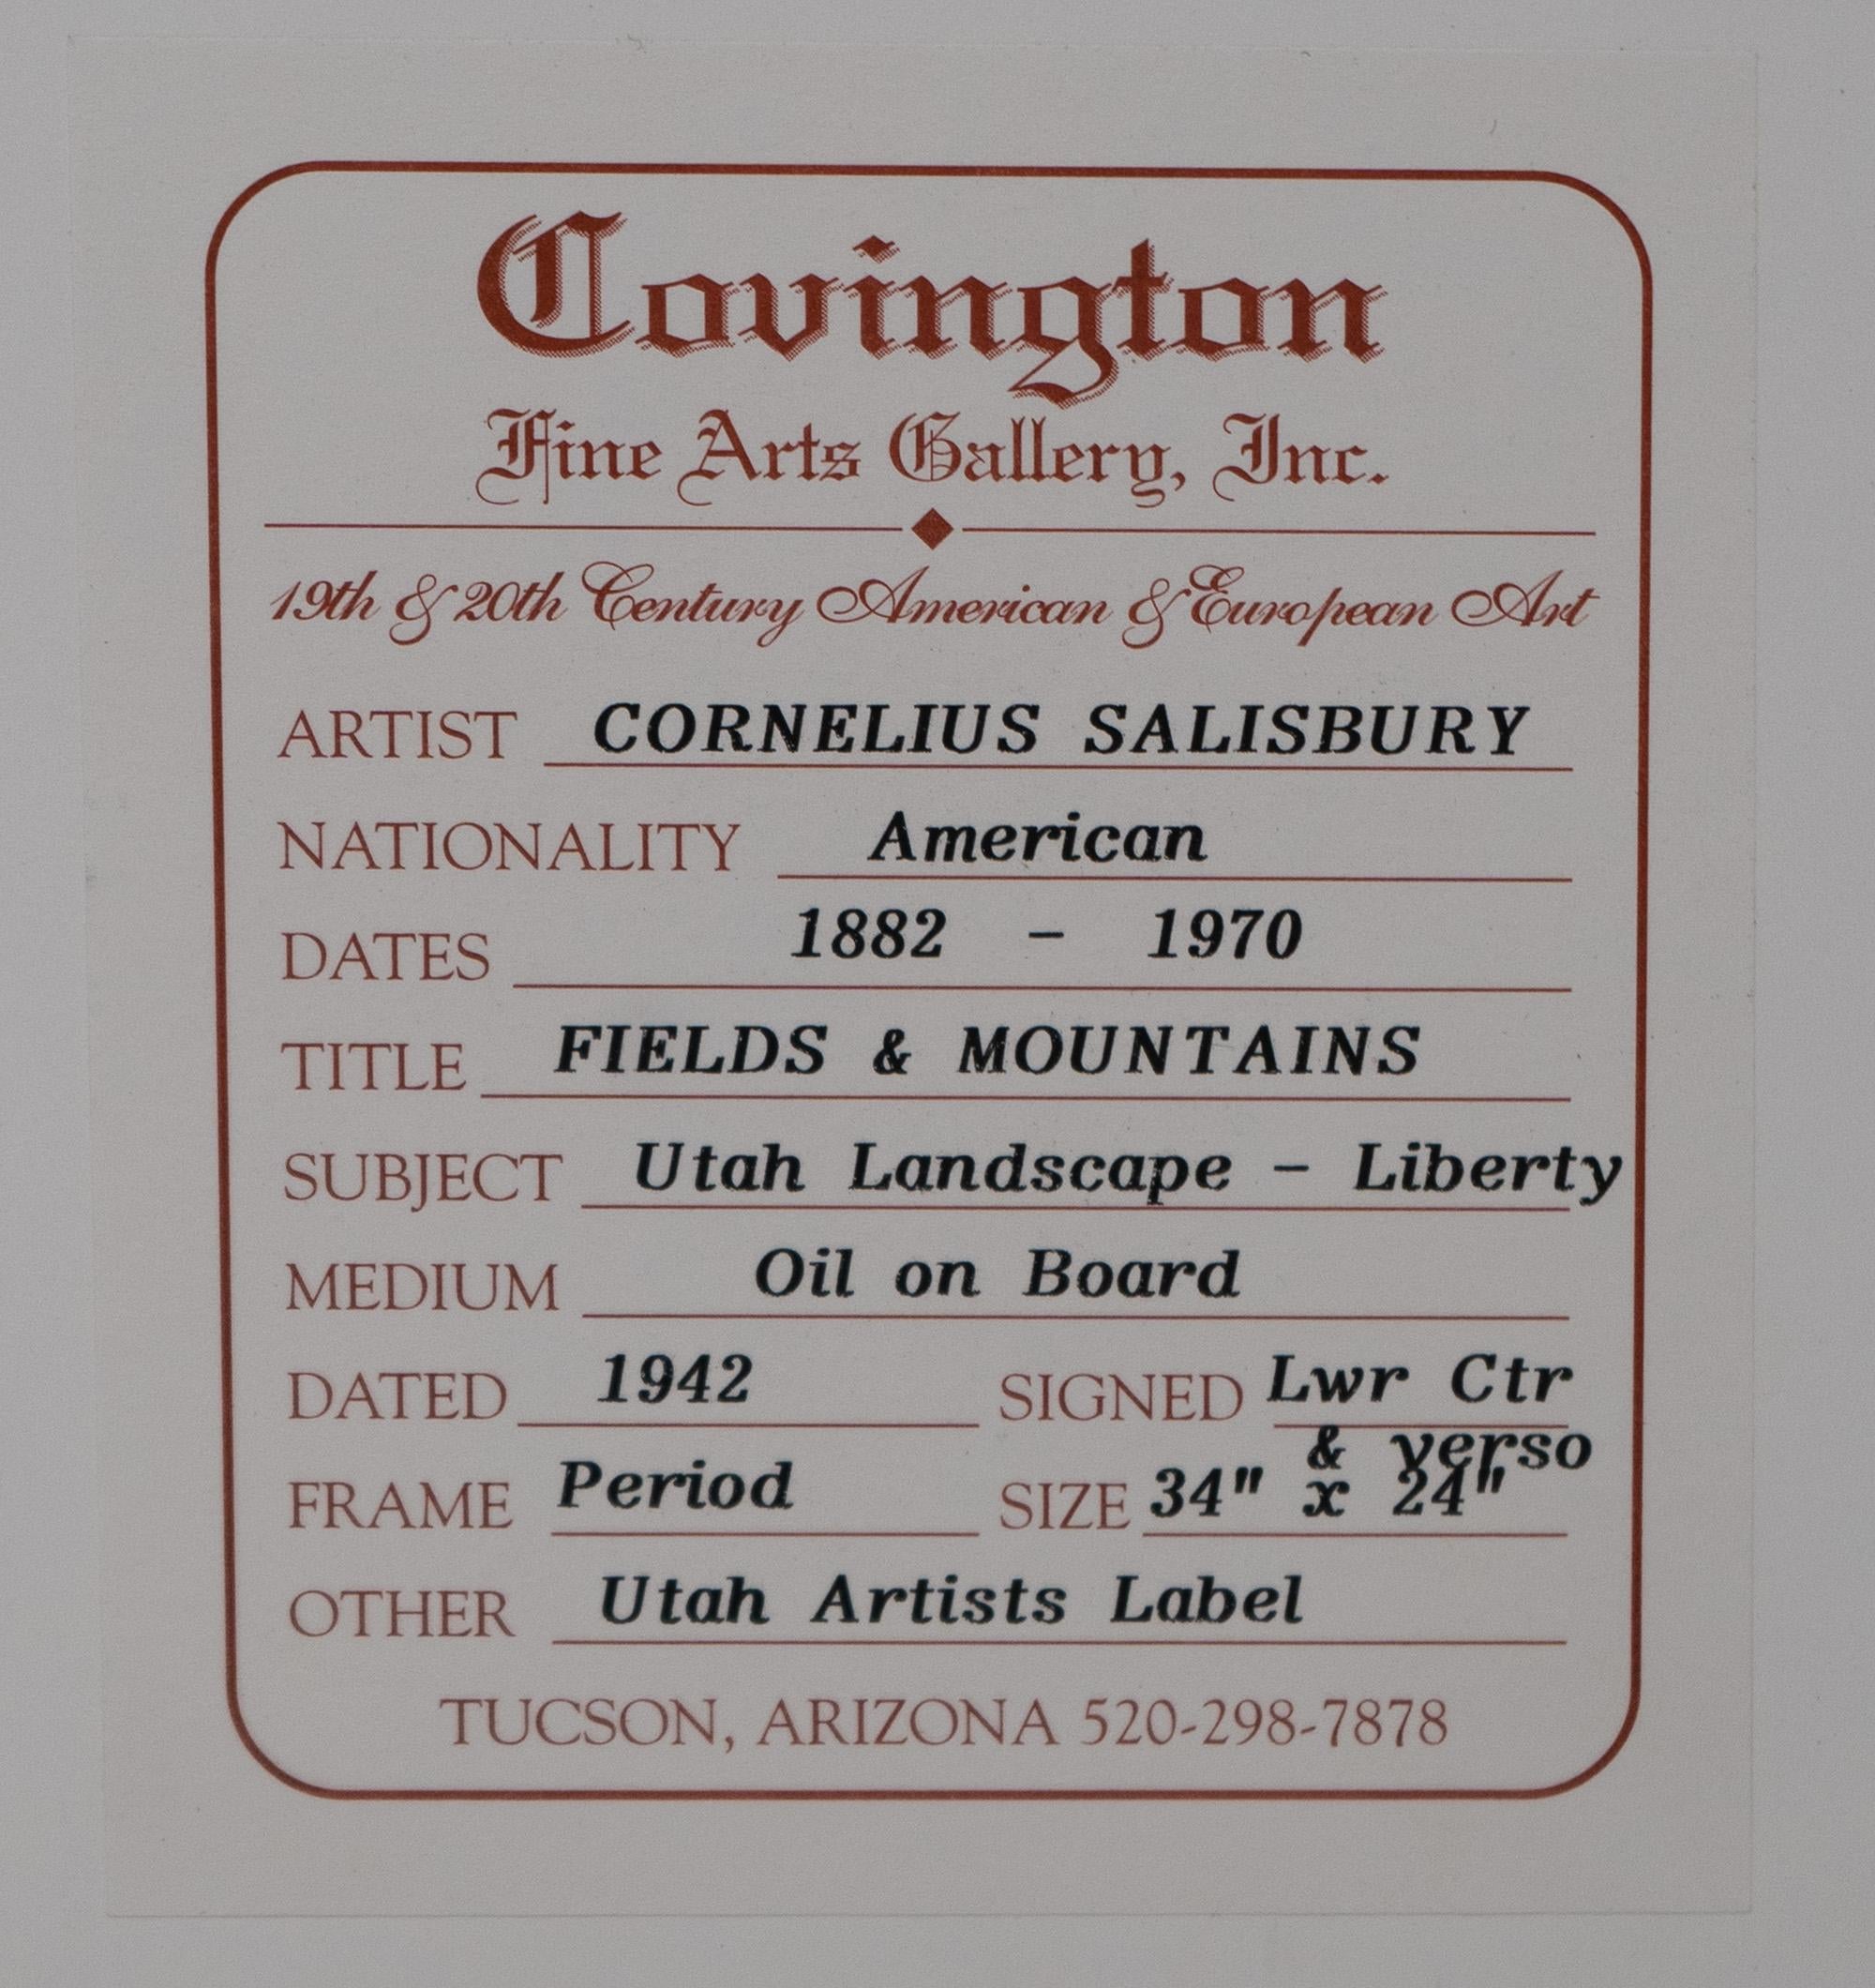 Covington
Fine Arts Gallery, Inc.
19th & 20th Century American & European Art
ARTIST CORNELIUS SALISBURY
NATIONALITY American
DATES 1882 - 1970
TITLE FIELDS & MOUNTAINS
SUBJECT Utah Landscape - Liberty
MEDIUM Oil on Board
DATED 1942 SIGNED Lwr Ctr
& verso
FRAME Period SIZE 34" x 24"
OTHER Utah Artists Label
TUCSON, ARIZONA 520-298-7878